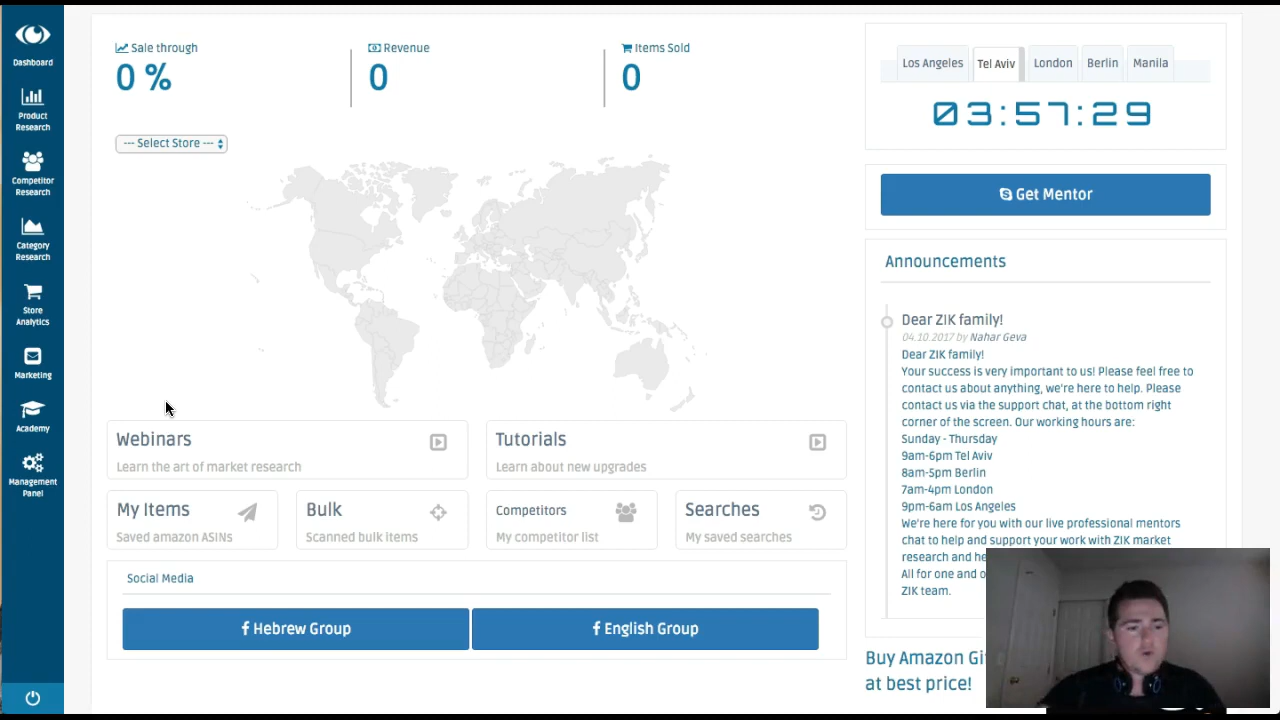 Dashboard
Product
Research
Competitor
Research
Category
Research
Store
Analytics
Marketing
Academy
Management
Panel
Sale through
0 %
Revenue
0
Items Sold
0
--- Select Store ---
Webinars
Learn the art of market research
Tutorials
Learn about new upgrades
My Items
Saved amazon ASINs
Bulk
Scanned bulk items
Competitors
My competitor list
Searches
My saved searches
Social Media
Hebrew Group
English Group
Los Angeles
Tel Aviv
London
Berlin
Manila
03:57:29
Get Mentor
Announcements
Dear ZIK family!
04.10.2017 by Nahar Geva
Dear ZIK family!
Your success is very important to us! Please feel free to
contact us about anything, we're here to help. Please
contact us via the support chat, at the bottom right
corner of the screen. Our working hours are:
Sunday - Thursday
9am-6pm Tel Aviv
8am-5pm Berlin
7am-4pm London
9pm-6am Los Angeles
We're here for you with our live professional mentors
chat to help and support your work with ZIK market
research and
All for one and
ZIK team.
Buy Amazon
at best price!